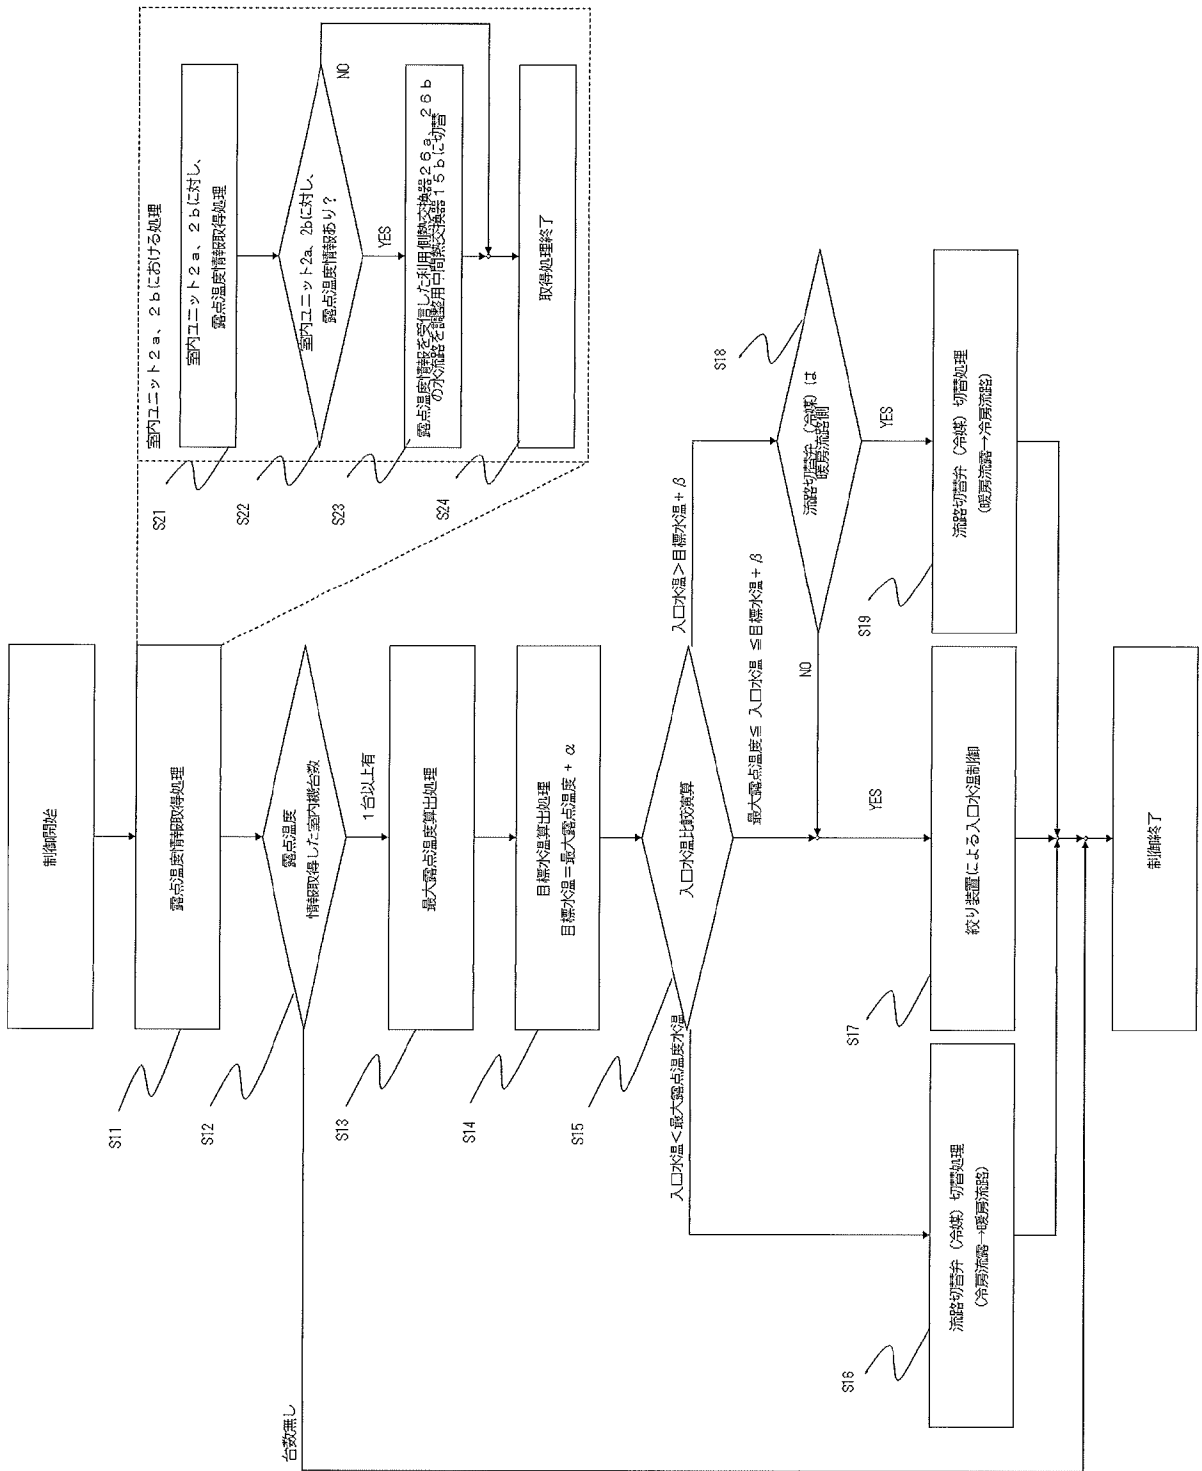 制御開始
S11
露点温度情報取得処理
S12
露点温度
情報取得した室内機台数
台数無し
1台以上有
S13
最大露点温度算出処理
S14
目標水温算出処理
目標水温＝最大露点温度 + α
S15
入口水温比較演算
入口水温＜最大露点温度水温
最大露点温度≦ 入口水温 ≦目標水温＋β
入口水温＞目標水温＋β
S16
流路切替弁（冷媒）切替処理
（冷房流露→暖房流路）
S17
YES
絞り装置による入口水温制御
S18
流路切替弁（冷媒）は
暖房流路側
NO
YES
S19
流路切替弁（冷媒）切替処理
（暖房流露→冷房流路）
制御終了
室内ユニット２a、２bにおける処理
S21
室内ユニット２a、２bに対し、
露点温度情報取得処理
S22
室内ユニット2a、2bに対し、
露点温度情報あり？
NO
YES
S23
露点温度情報を受信した利用側熱交換器２６a、２６b
の水流路を調整用中間熱交換器１５bに切替
S24
取得処理終了